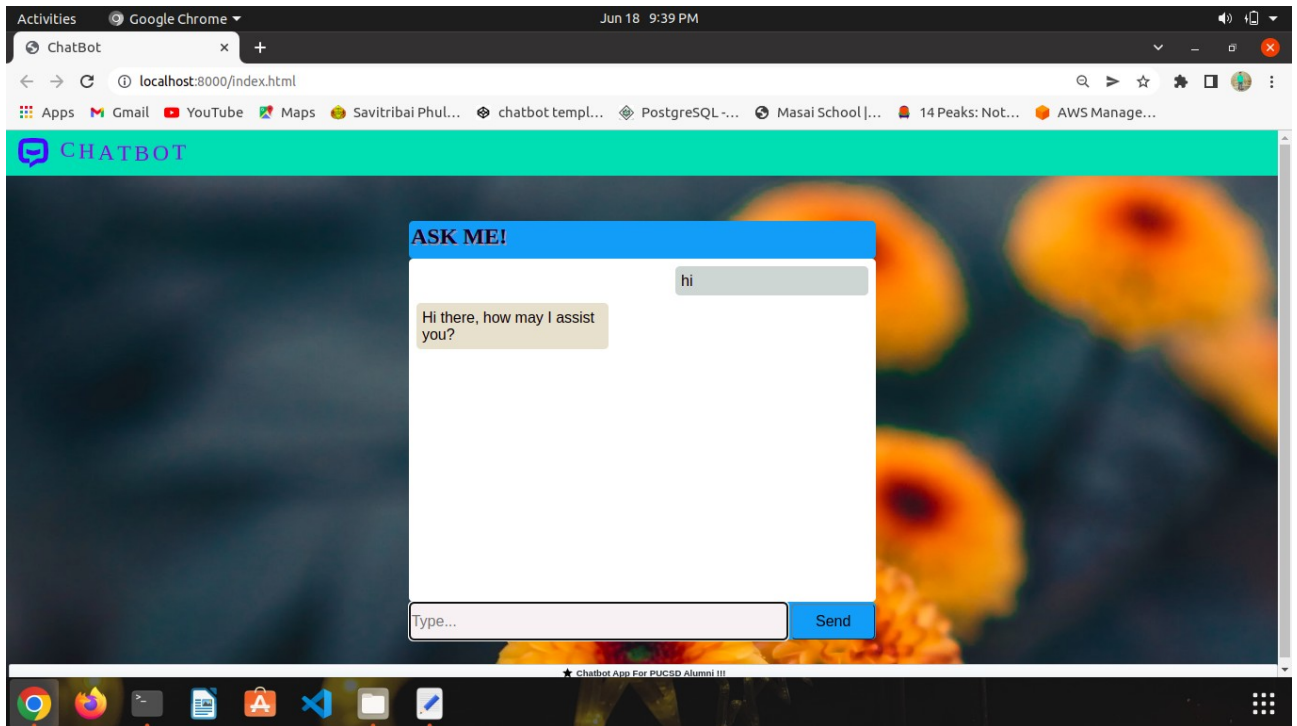 Activities Google Chrome Jun 18 9:39 PM
ChatBot
localhost:8000/index.html
Apps Gmail YouTube Maps Savitribai Phul... chatbot templ... PostgreSQL -... Masai School |... 14 Peaks: Not... AWS Manage...
CHATBOT
ASK ME!
hi
Hi there, how may I assist
you?
Type... Send
★ Chatbot App For PUCSD Alumni !!!